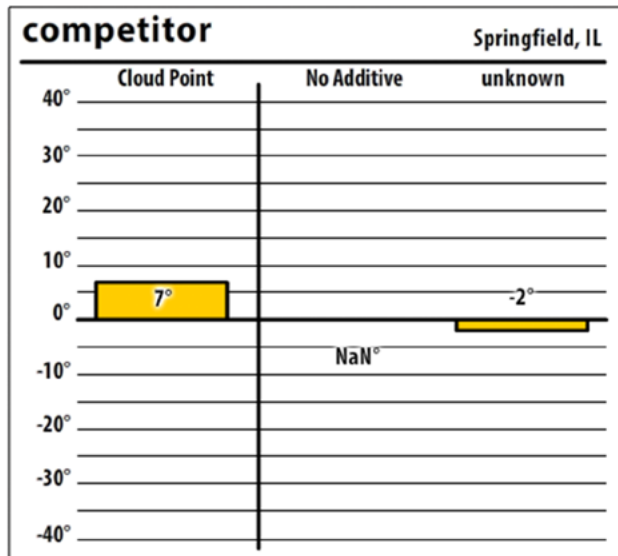 competitor
Springfield, IL
Cloud Point No Additive unknown
40°
30°
20°
10°
7°
-2°
0°
NaN°
-10°
-20°
-30°
-40°